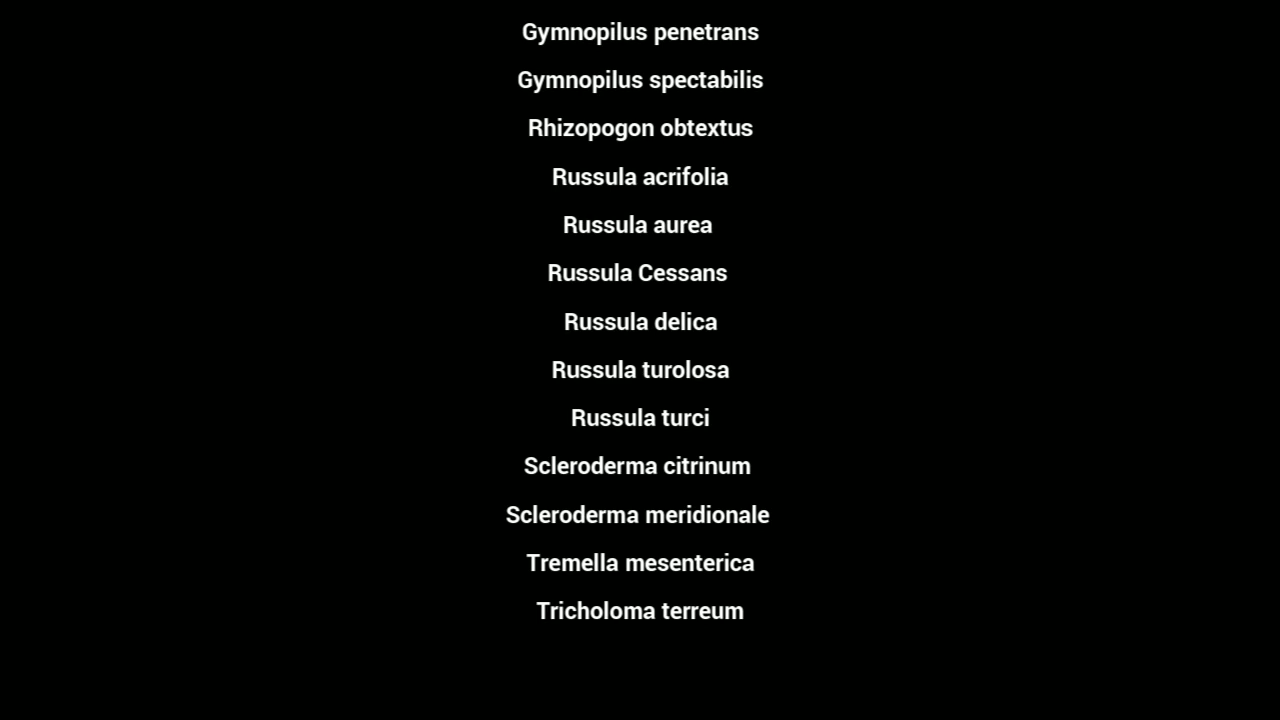 Gymnopilus penetrans
Gymnopilus spectabilis
Rhizopogon obtextus
Russula acrifolia
Russula aurea
Russula Cessans
Russula delica
Russula turolosa
Russula turci
Scleroderma citrinum
Scleroderma meridionale
Tremella mesenterica
Tricholoma terreum